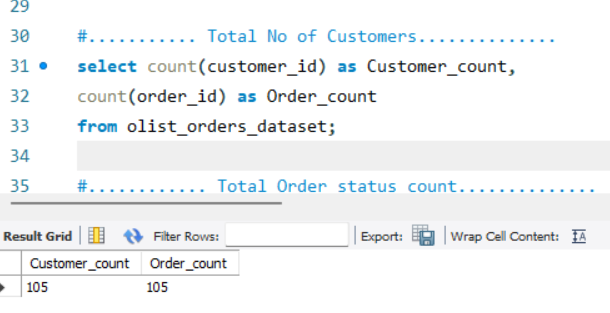 29
30 #........... Total No of Customers..............
31 select count(customer_id) as Customer_count,
32 count(order_id) as Order_count
33 from olist_orders_dataset;
34
35 #............ Total Order status count..............
Result Grid Filter Rows: Export: Wrap Cell Content: IA
Customer_count Order_count
105 105